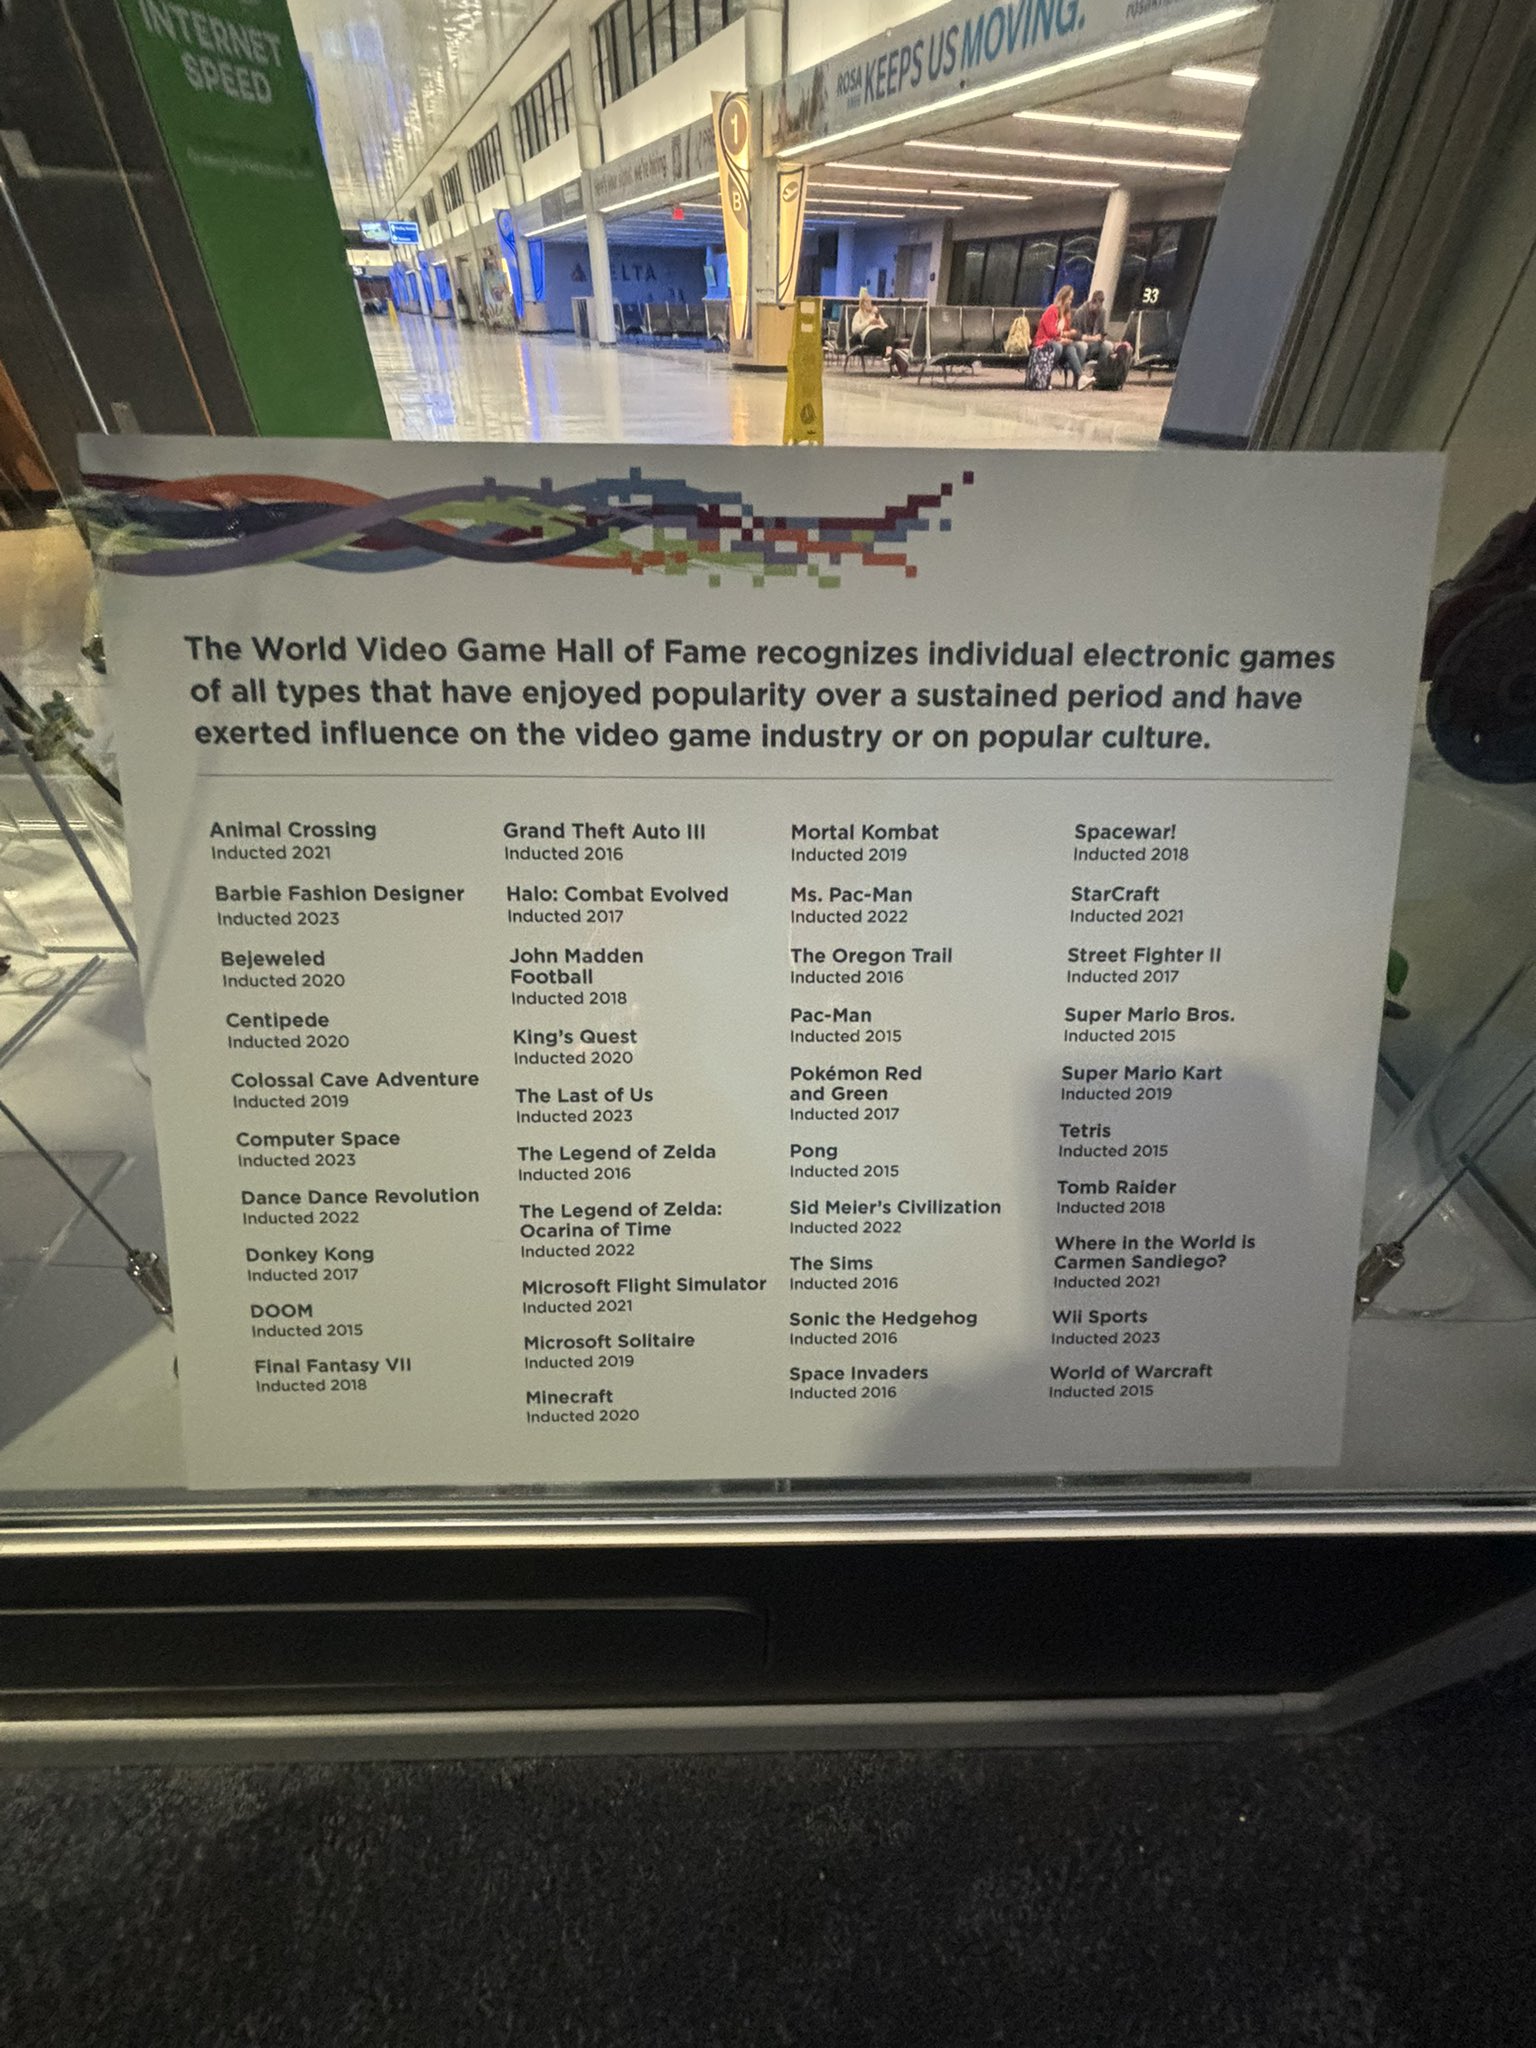 INTERNET
SPEED
ROSA KEEPS US MOVING.
we're hiring
1
B
DELTA
B3
The World Video Game Hall of Fame recognizes individual electronic games
of all types that have enjoyed popularity over a sustained period and have
exerted influence on the video game industry or on popular culture.
Animal Crossing
Inducted 2021
Barbie Fashion Designer
Inducted 2023
Bejeweled
Inducted 2020
Centipede
Inducted 2020
Colossal Cave Adventure
Inducted 2019
Computer Space
Inducted 2023
Dance Dance Revolution
Inducted 2022
Donkey Kong
Inducted 2017
DOOM
Inducted 2015
Final Fantasy VII
Inducted 2018
Grand Theft Auto III
Inducted 2016
Halo: Combat Evolved
Inducted 2017
John Madden
Football
Inducted 2018
King's Quest
Inducted 2020
The Last of Us
Inducted 2023
The Legend of Zelda
Inducted 2016
The Legend of Zelda:
Ocarina of Time
Inducted 2022
Microsoft Flight Simulator
Inducted 2021
Microsoft Solitaire
Inducted 2019
Minecraft
Inducted 2020
Mortal Kombat
Inducted 2019
Ms. Pac-Man
Inducted 2022
The Oregon Trail
Inducted 2016
Pac-Man
Inducted 2015
Pokémon Red
and Green
Inducted 2017
Pong
Inducted 2015
Sid Meier's Civilization
Inducted 2022
The Sims
Inducted 2016
Sonic the Hedgehog
Inducted 2016
Space Invaders
Inducted 2016
Spacewar!
Inducted 2018
StarCraft
Inducted 2021
Street Fighter II
Inducted 2017
Super Mario Bros.
Inducted 2015
Super Mario Kart
Inducted 2019
Tetris
Inducted 2015
Tomb Raider
Inducted 2018
Where in the World is
Carmen Sandiego?
Inducted 2021
Wii Sports
Inducted 2023
World of Warcraft
Inducted 2015